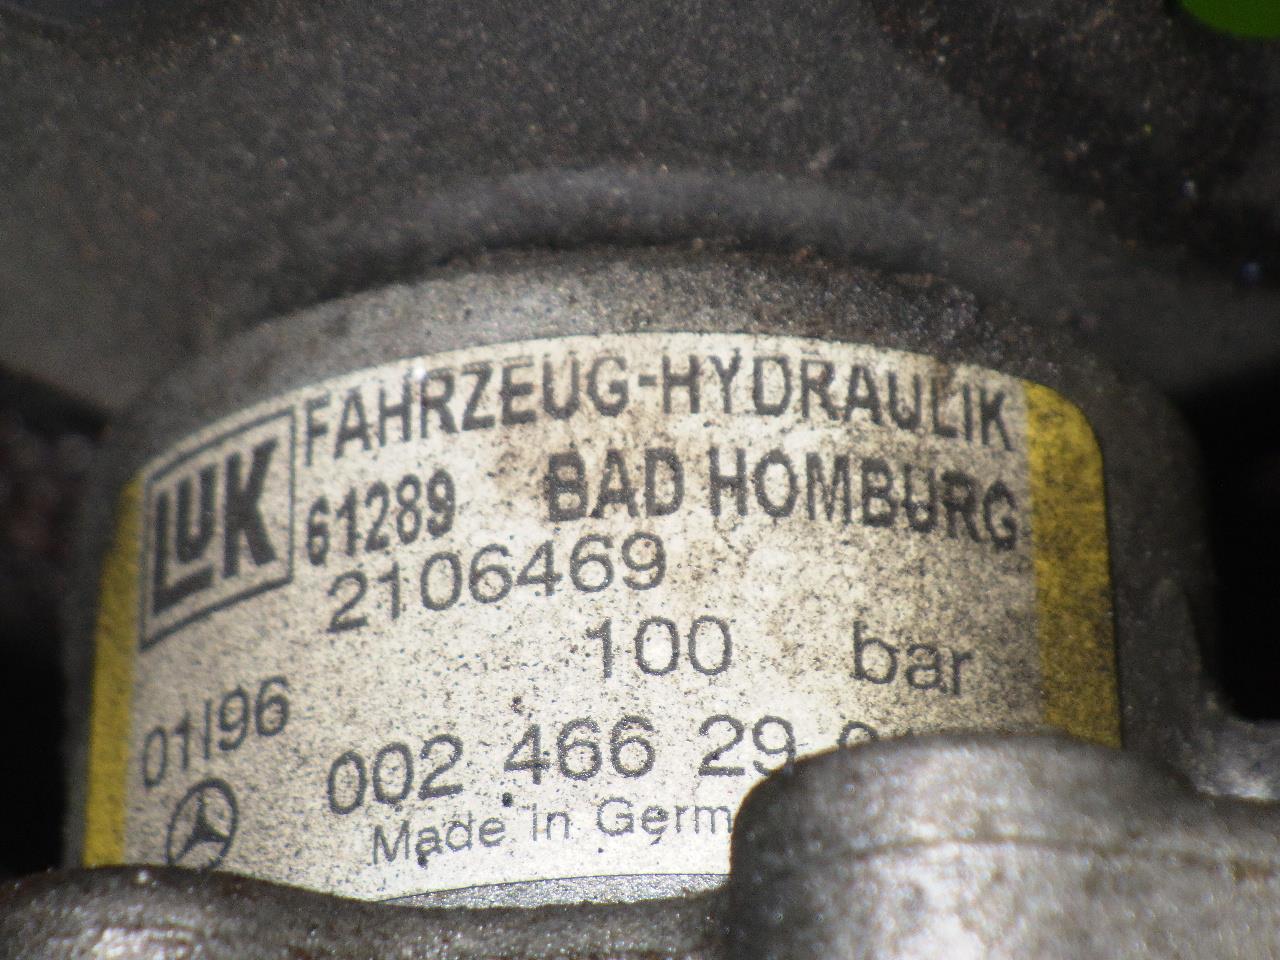 LUK FAHRZEUG-HYDRAULIK
61289 BAD HOMBURG
2106469
100 bar
01/96
002 466 29
Made in Germ